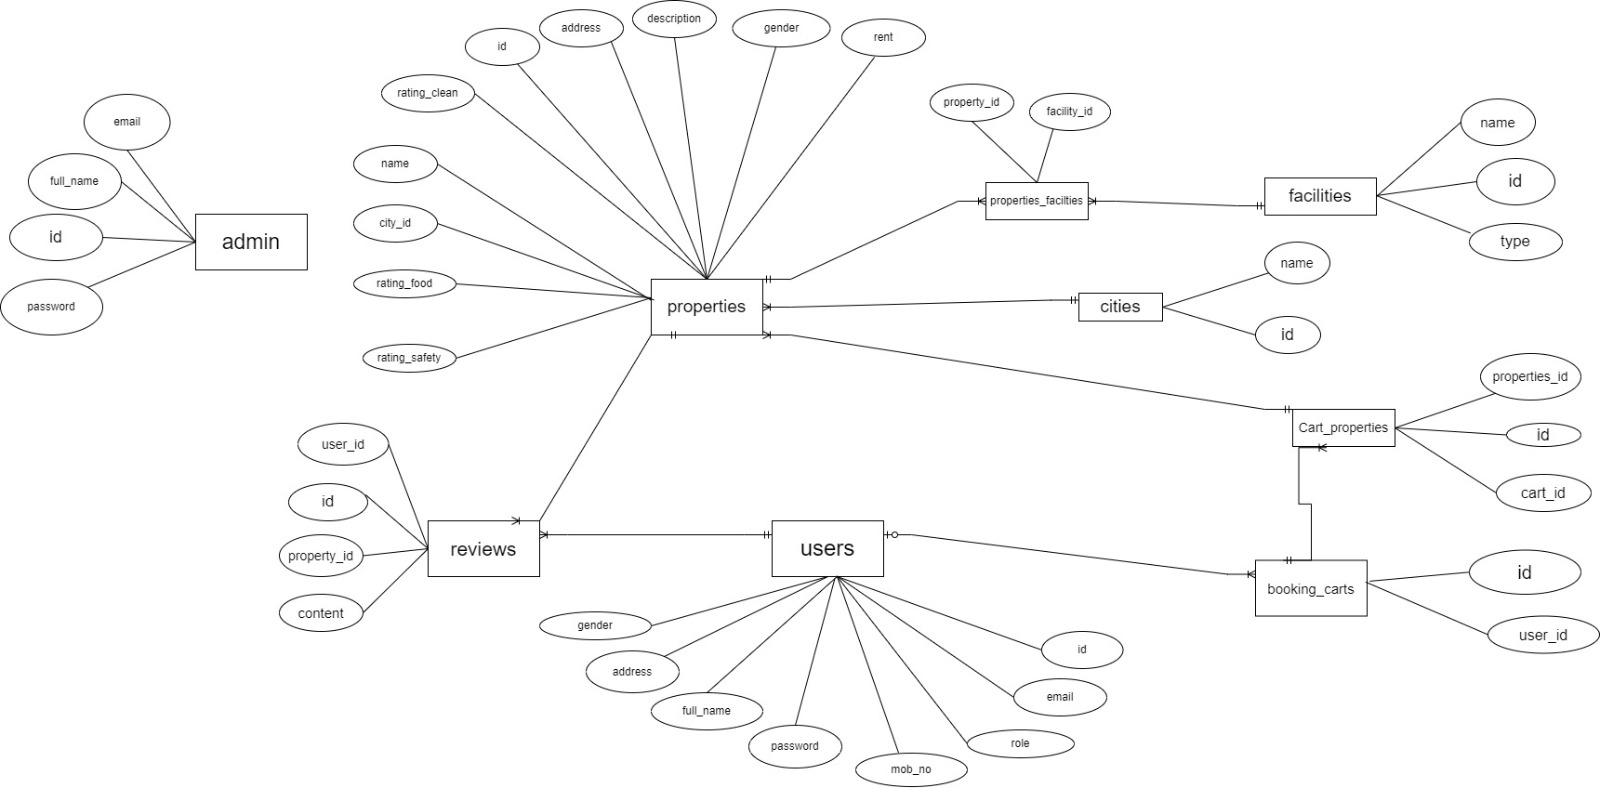 description
address
gender
rent
id
rating_clean
property_id
facility_id
email
name
name
full_name
id
properties_facilties
facilities
city_id
id
admin
type
name
rating_food
password
properties
cities
id
rating_safety
properties_id
Cart_properties
id
user_id
cart_id
id
reviews
users
property_id
id
booking_carts
content
gender
user_id
id
address
email
full_name
role
password
mob_no